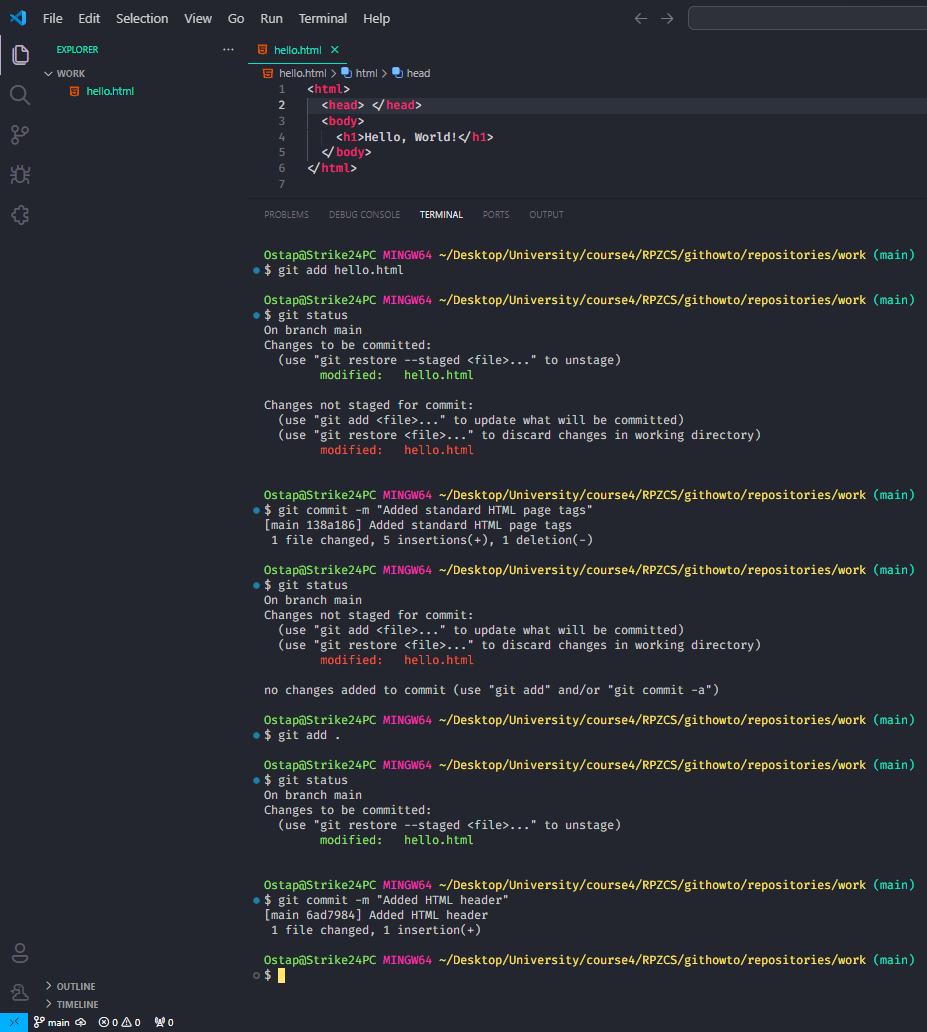 File Edit Selection View Go Run Terminal Help
EXPLORER ...
WORK
hello.html
OUTLINE
TIMELINE
hello.html
hello.html > html > head
1 <html>
2 <head> </head>
3 <body>
4 <h1>Hello, World!</h1>
5 </body>
6 </html>
7
PROBLEMS DEBUG CONSOLE TERMINAL PORTS OUTPUT
Ostap@Strike24PC MINGW64 ~/Desktop/University/course4/RPZCS/githowto/repositories/work (main)
$ git add hello.html
Ostap@Strike24PC MINGW64 ~/Desktop/University/course4/RPZCS/githowto/repositories/work (main)
$ git status
On branch main
Changes to be committed:
(use "git restore --staged <file>..." to unstage)
modified: hello.html
Changes not staged for commit:
(use "git add <file>..." to update what will be committed)
(use "git restore <file>..." to discard changes in working directory)
modified: hello.html
Ostap@Strike24PC MINGW64 ~/Desktop/University/course4/RPZCS/githowto/repositories/work (main)
$ git commit -m "Added standard HTML page tags"
[main 138a186] Added standard HTML page tags
1 file changed, 5 insertions(+), 1 deletion(-)
Ostap@Strike24PC MINGW64 ~/Desktop/University/course4/RPZCS/githowto/repositories/work (main)
$ git status
On branch main
Changes not staged for commit:
(use "git add <file>..." to update what will be committed)
(use "git restore <file>..." to discard changes in working directory)
modified: hello.html
no changes added to commit (use "git add" and/or "git commit -a")
Ostap@Strike24PC MINGW64 ~/Desktop/University/course4/RPZCS/githowto/repositories/work (main)
$ git add .
Ostap@Strike24PC MINGW64 ~/Desktop/University/course4/RPZCS/githowto/repositories/work (main)
$ git status
On branch main
Changes to be committed:
(use "git restore --staged <file>..." to unstage)
modified: hello.html
Ostap@Strike24PC MINGW64 ~/Desktop/University/course4/RPZCS/githowto/repositories/work (main)
$ git commit -m "Added HTML header"
[main 6ad7984] Added HTML header
1 file changed, 1 insertion(+)
Ostap@Strike24PC MINGW64 ~/Desktop/University/course4/RPZCS/githowto/repositories/work (main)
$
main 0 0 0